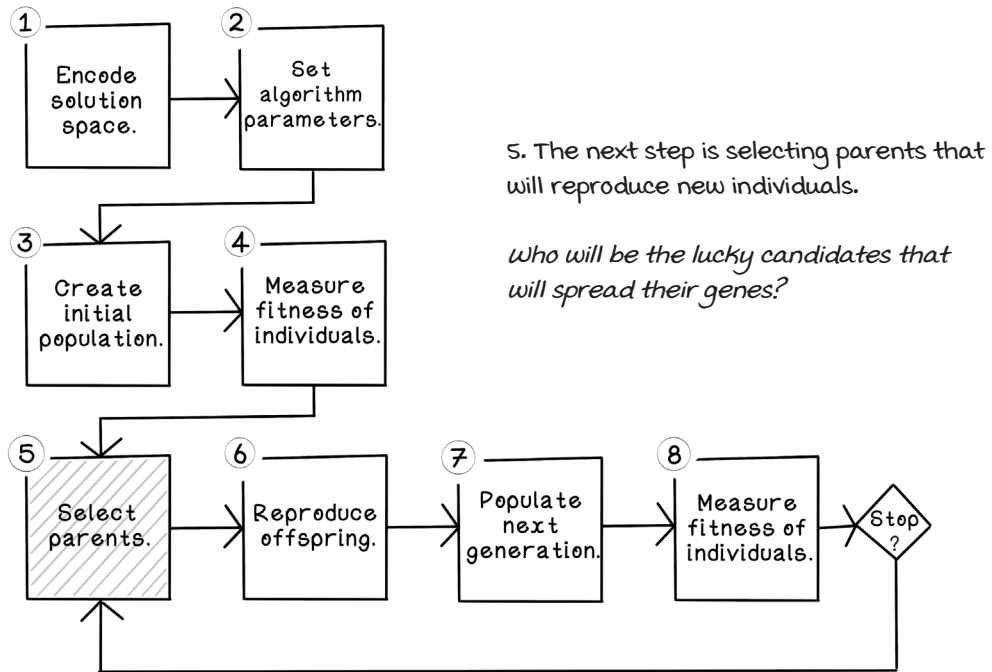 1
Encode
solution
space.
2
Set
algorithm
parameters.
3
Create
initial
population.
4
Measure
fitness of
individuals.
5
Select
parents.
6
Reproduce
offspring.
7
Populate
next
generation.
8
Measure
fitness of
individuals.
Stop
?
5. The next step is selecting parents that
will reproduce new individuals.
Who will be the lucky candidates that
will spread their genes?